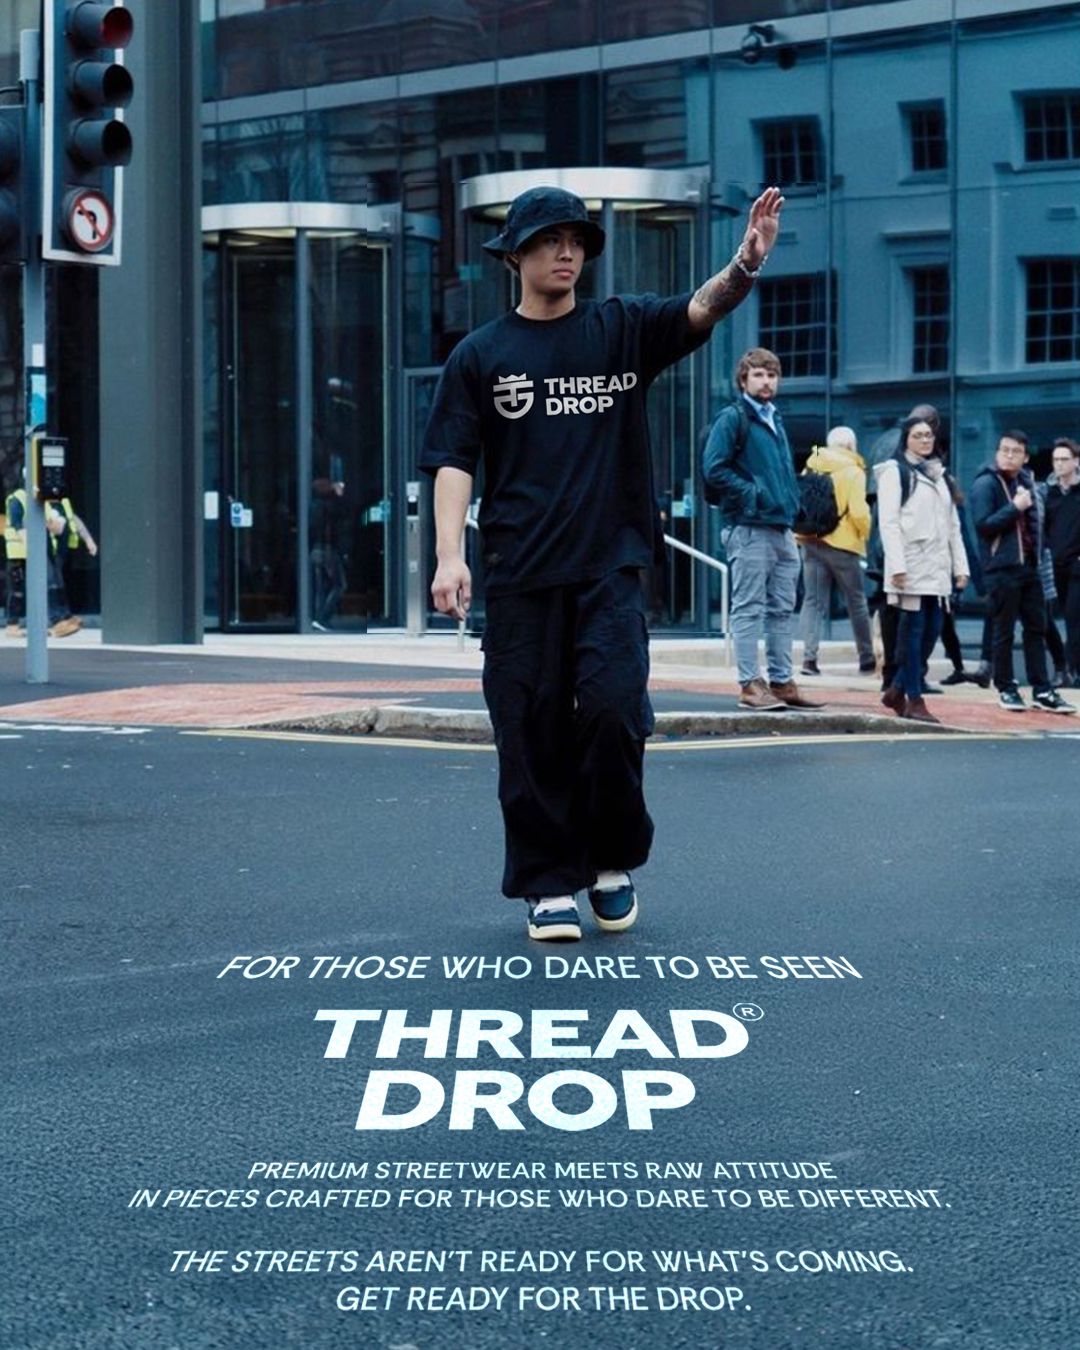 THREAD
DROP
FOR THOSE WHO DARE TO BE SEEN
THREAD®
DROP
PREMIUM STREETWEAR MEETS RAW ATTITUDE
IN PIECES CRAFTED FOR THOSE WHO DARE TO BE DIFFERENT.
THE STREETS AREN'T READY FOR WHAT'S COMING.
GET READY FOR THE DROP.